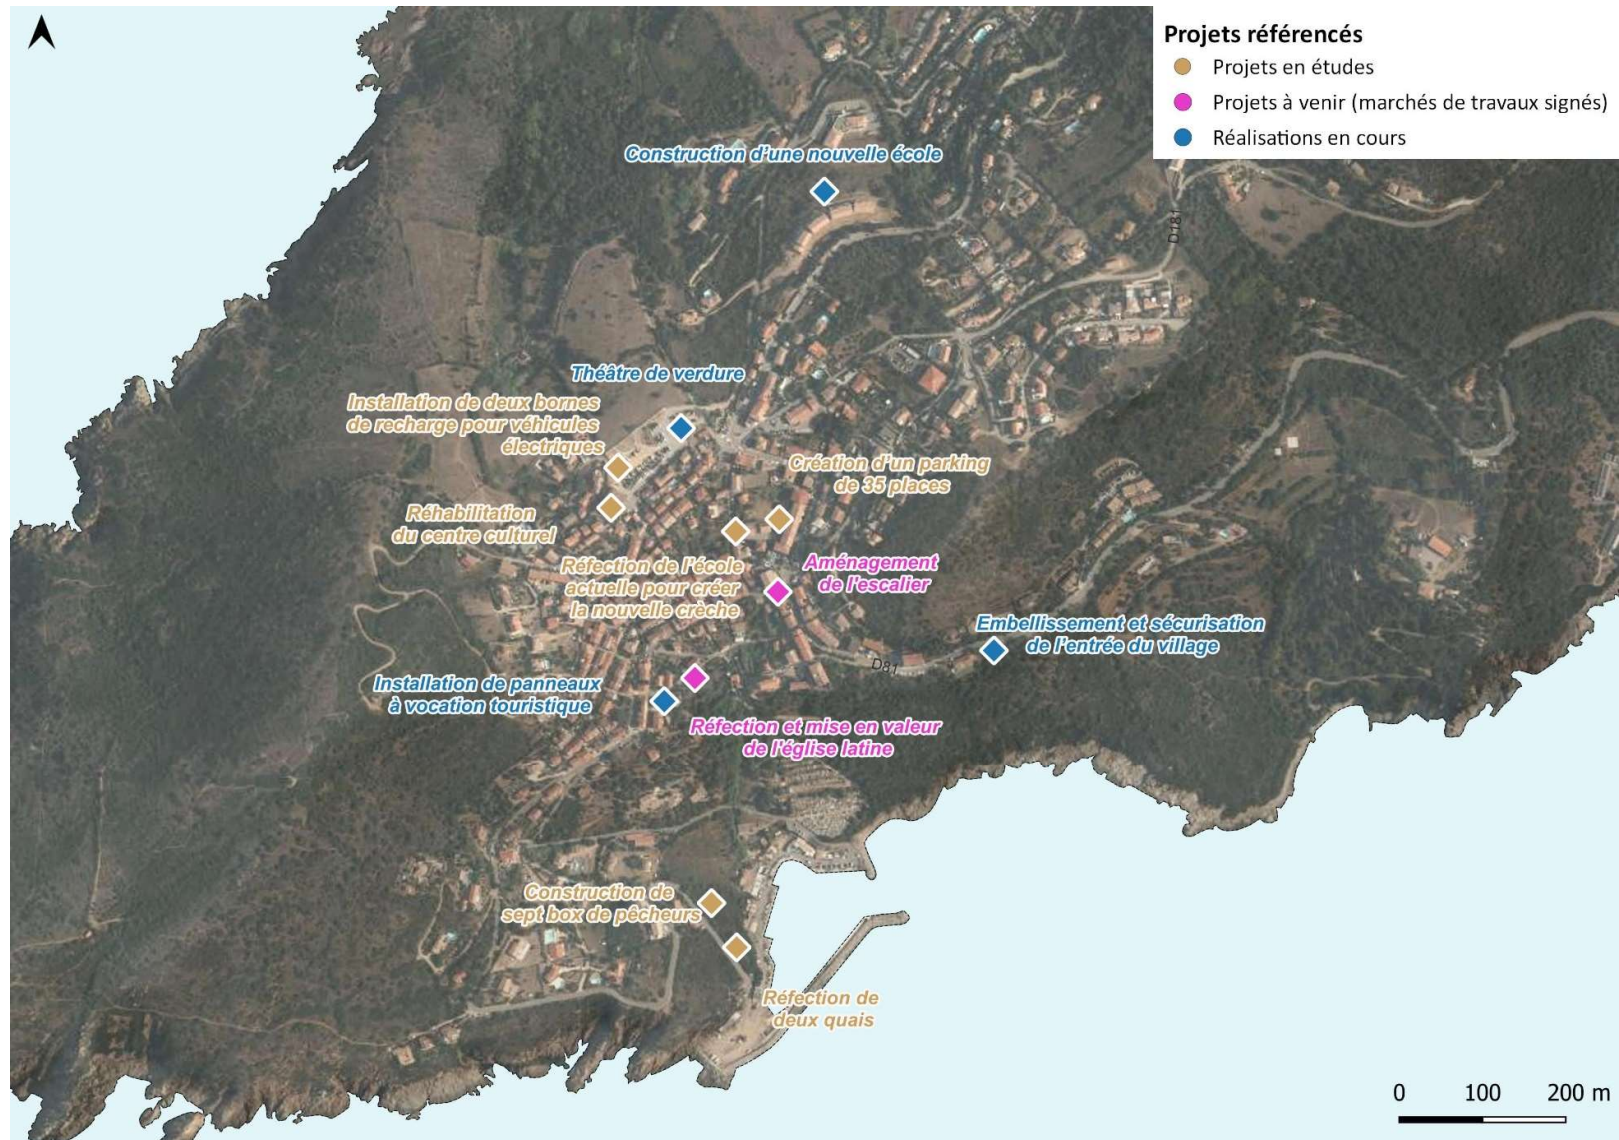 Projets référencés
Projets en études
Projets à venir (marchés de travaux signés)
Réalisations en cours
Construction d'une nouvelle école
D181
Théâtre de verdure
Installation de deux bornes
de recharge pour véhicules
électriques
Création d'un parking
de 35 places
Réhabilitation
du centre culturel
Réfection de l'école
actuelle pour créer
la nouvelle crèche
Aménagement
de l'escalier
Embellissement et sécurisation
de l'entrée du village
D81
Installation de panneaux
à vocation touristique
Réfection et mise en valeur
de l'église latine
Construction de
sept box de pêcheurs
Réfection de
deux quais
0 100 200 m